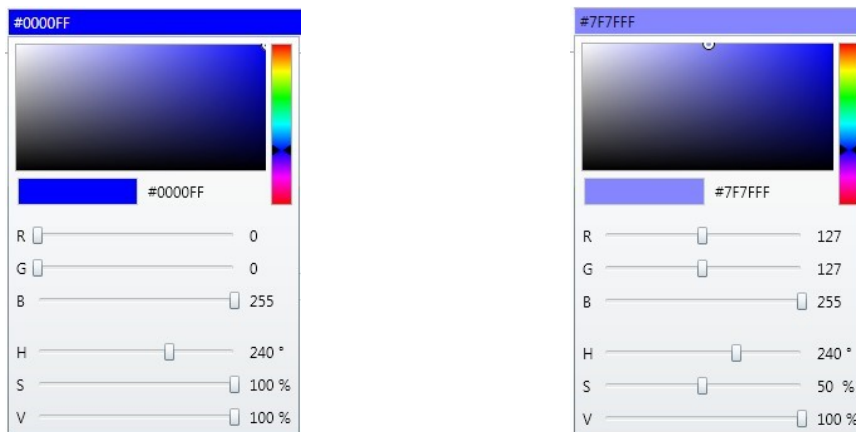 #0000FF
#0000FF
R 0
G 0
B 255
H 240 °
S 100 %
V 100 %
#7F7FFF
#7F7FFF
R 127
G 127
B 255
H 240 °
S 50 %
V 100 %